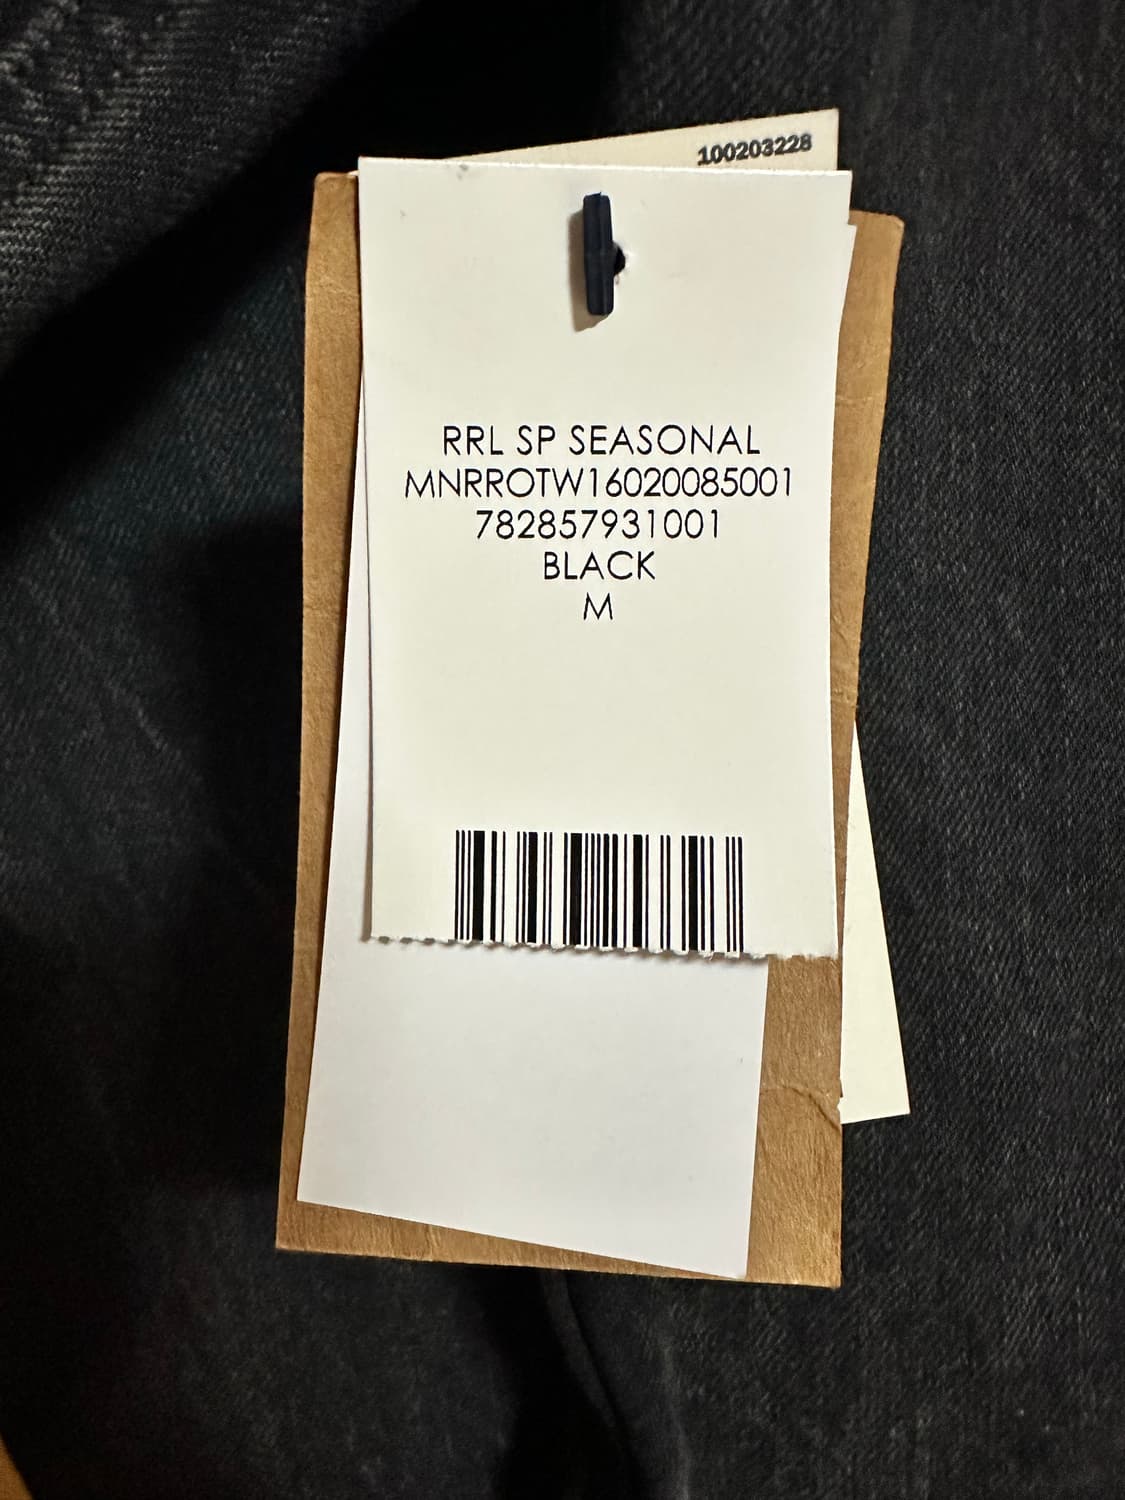 100203228
RRL SP SEASONAL
MNRROTW16020085001
782857931001
BLACK
M